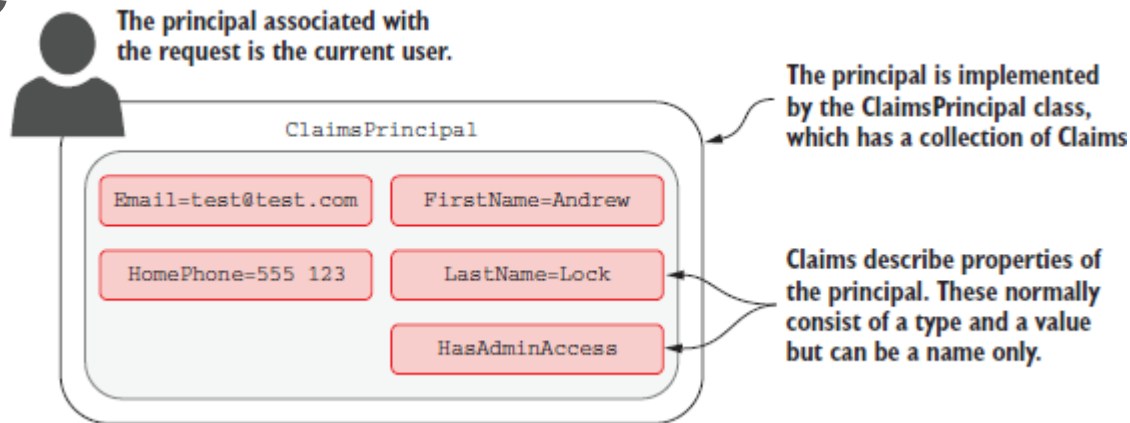 The principal associated with
the request is the current user.
The principal is implemented
by the ClaimsPrincipal class,
which has a collection of Claims
ClaimsPrincipal
Email=test@test.com
FirstName=Andrew
HomePhone=555 123
LastName=Lock
HasAdminAccess
Claims describe properties of
the principal. These normally
consist of a type and a value
but can be a name only.